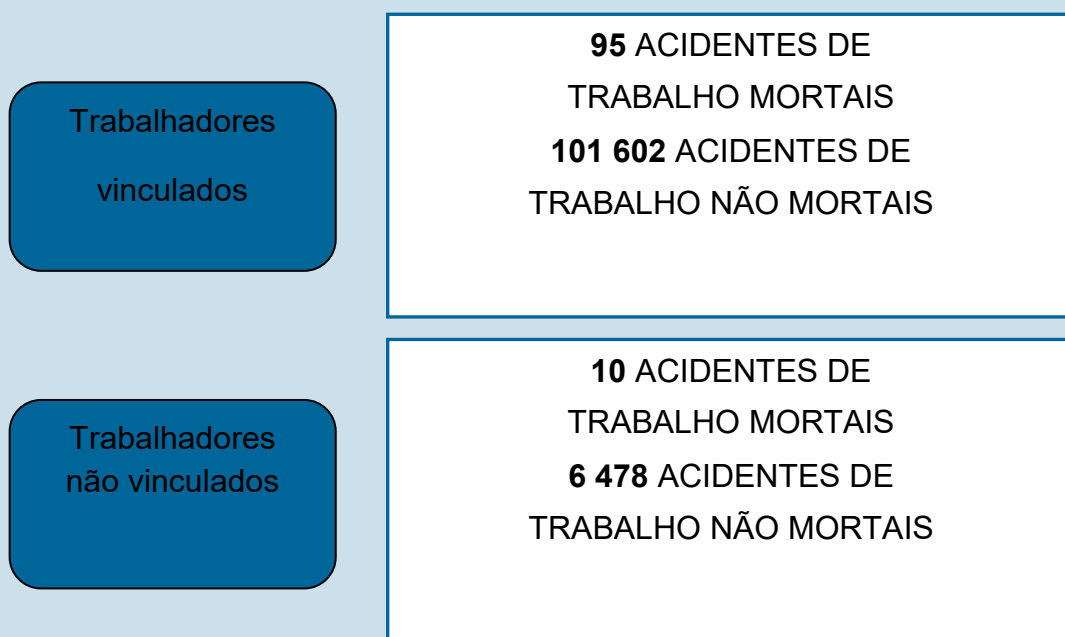 Trabalhadores
vinculados
95 ACIDENTES DE
TRABALHO MORTAIS
101 602 ACIDENTES DE
TRABALHO NÃO MORTAIS
Trabalhadores
não vinculados
10 ACIDENTES DE
TRABALHO MORTAIS
6 478 ACIDENTES DE
TRABALHO NÃO MORTAIS